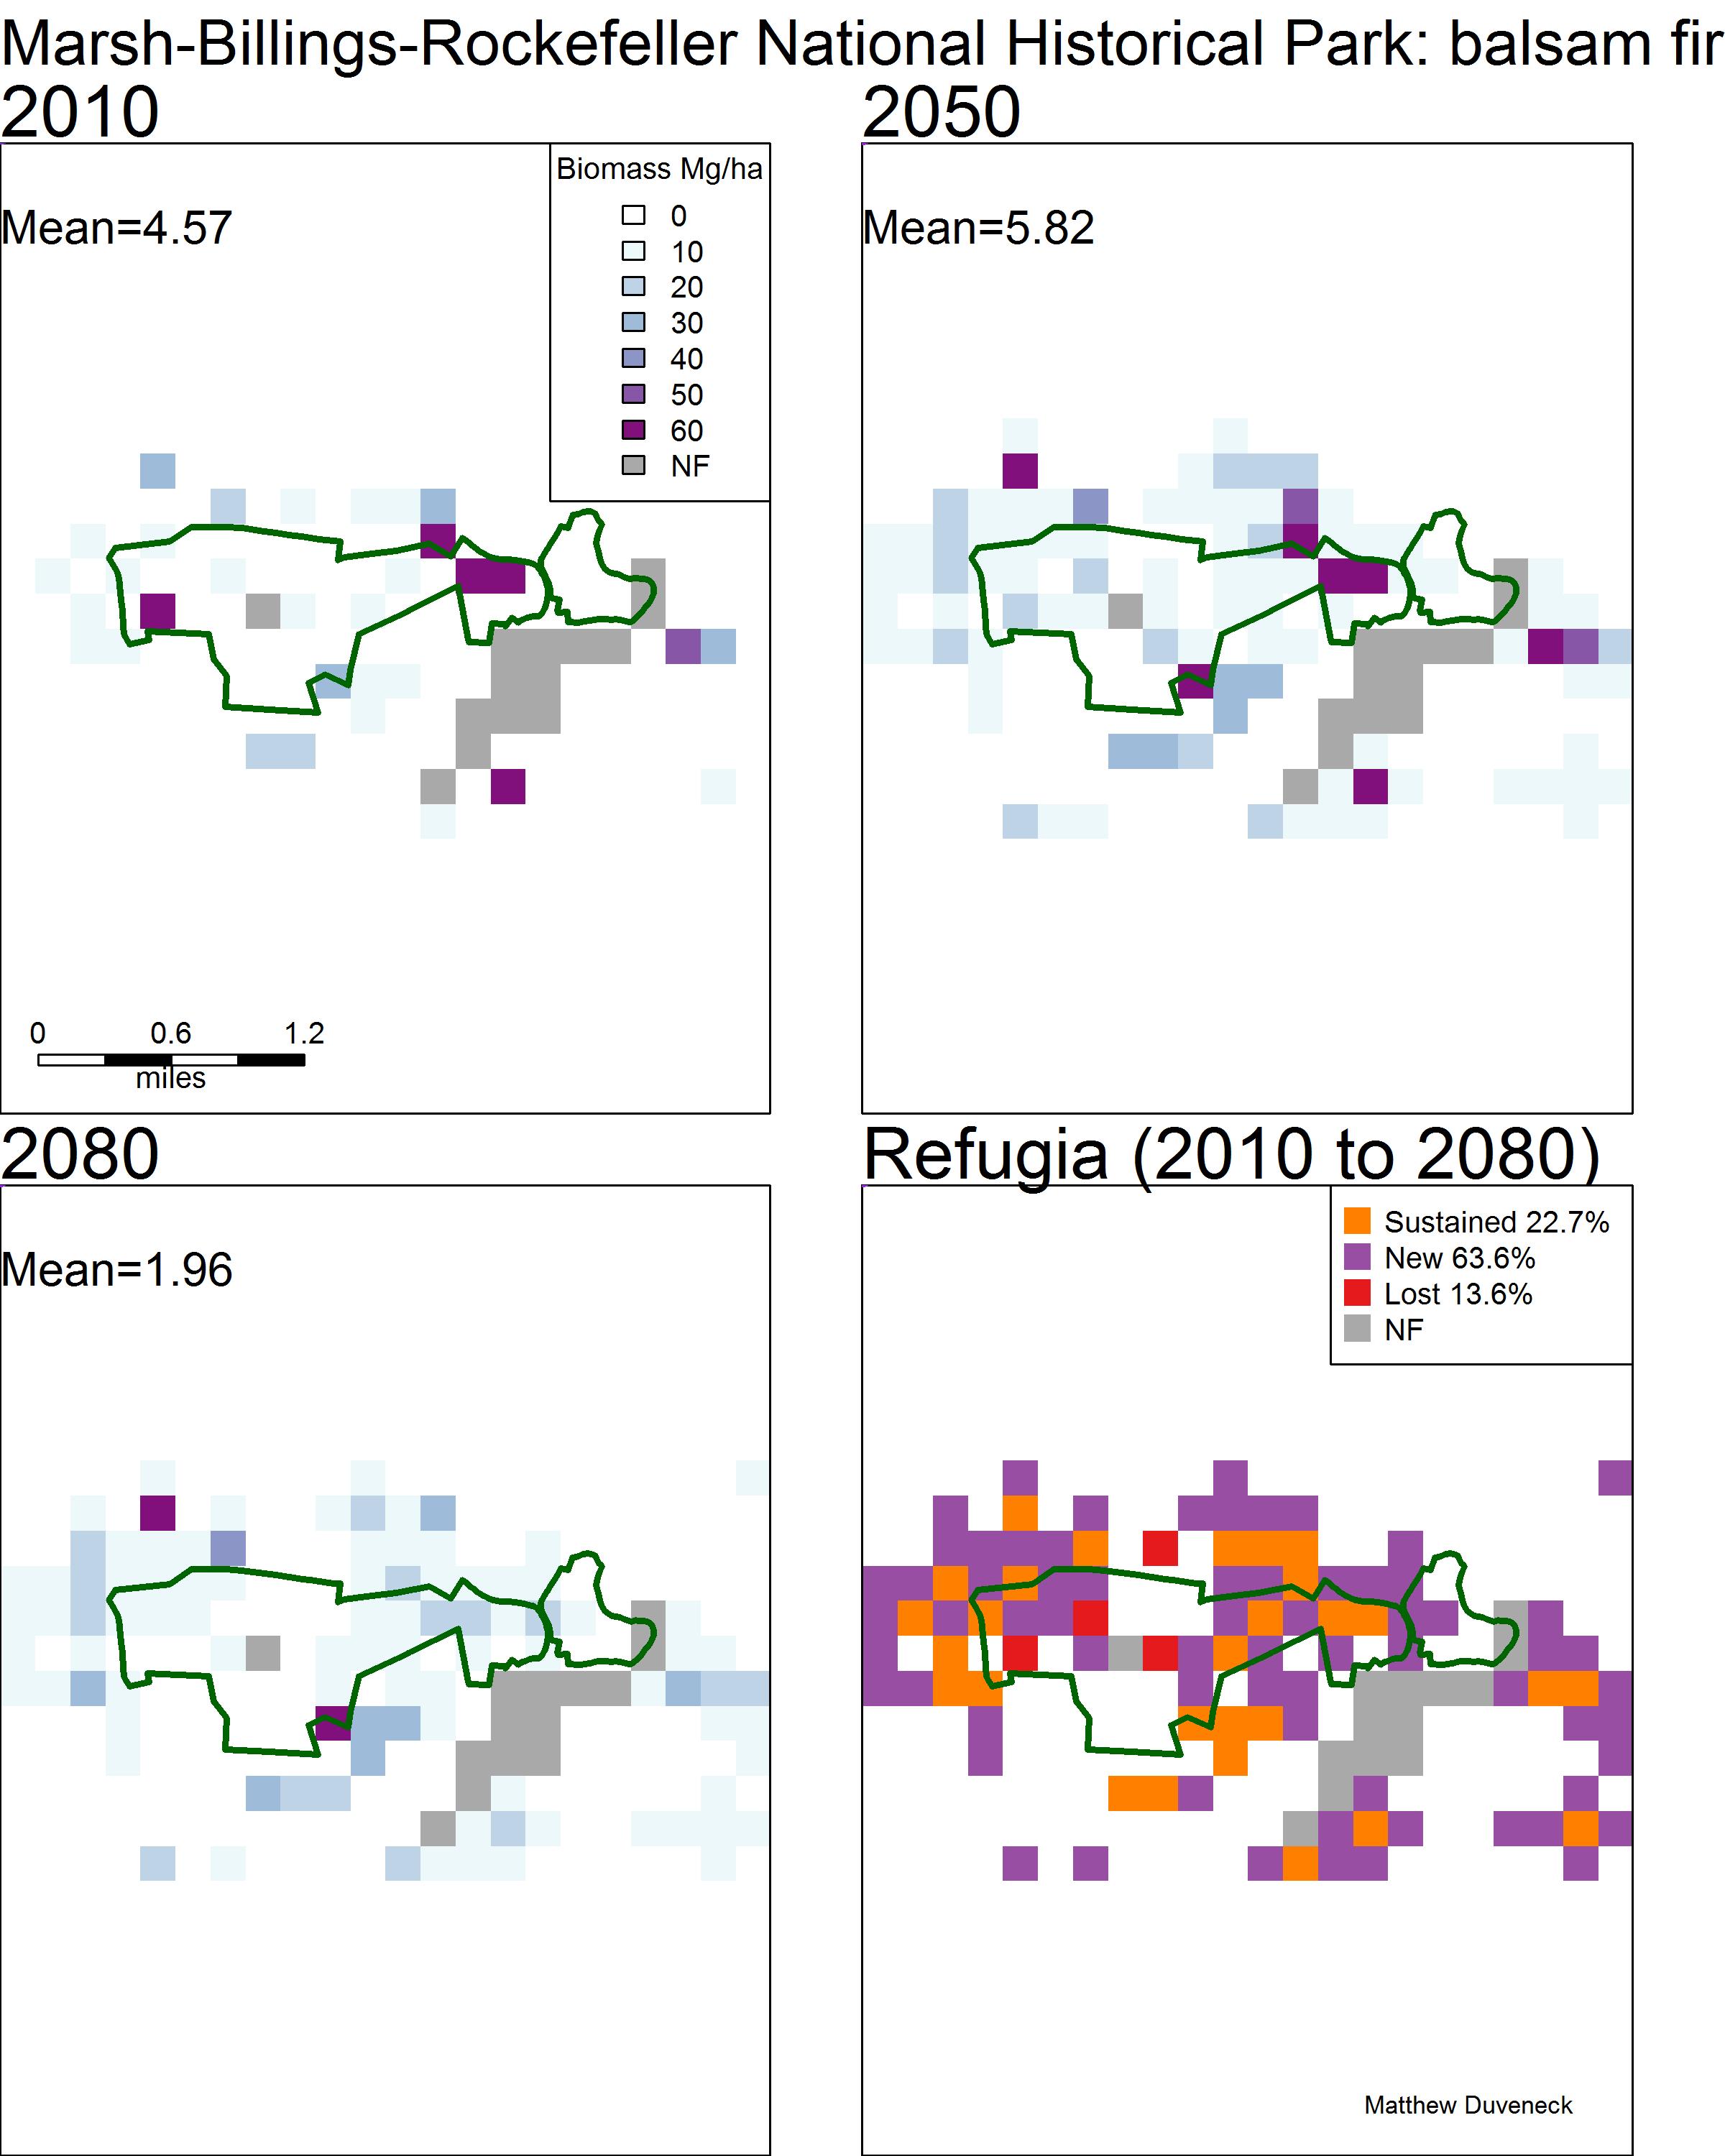 Marsh-Billings-Rockefeller National Historical Park: balsam fir
2010
2050
Biomass Mg/ha
0
10
20
30
40
50
60
NF
Mean=4.57
Mean=5.82
0 0.6 1.2
miles
2080
Refugia (2010 to 2080)
Mean=1.96
Sustained 22.7%
New 63.6%
Lost 13.6%
NF
Matthew Duveneck